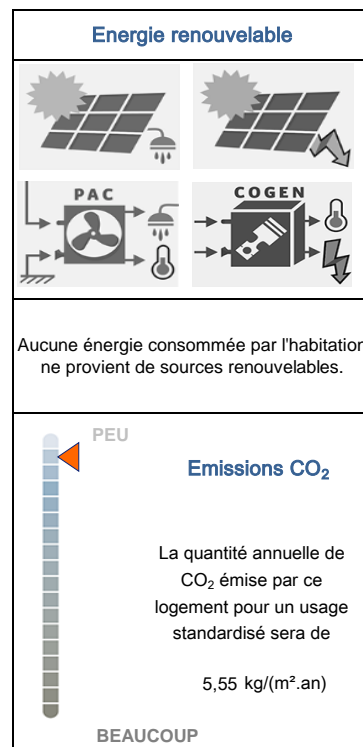 Energie renouvelable
PAC
COGEN
Aucune énergie consommée par l'habitation
ne provient de sources renouvelables.
PEU
Emissions CO₂
La quantité annuelle de
CO₂ émise par ce
logement pour un usage
standardisé sera de
5,55 kg/(m².an)
BEAUCOUP